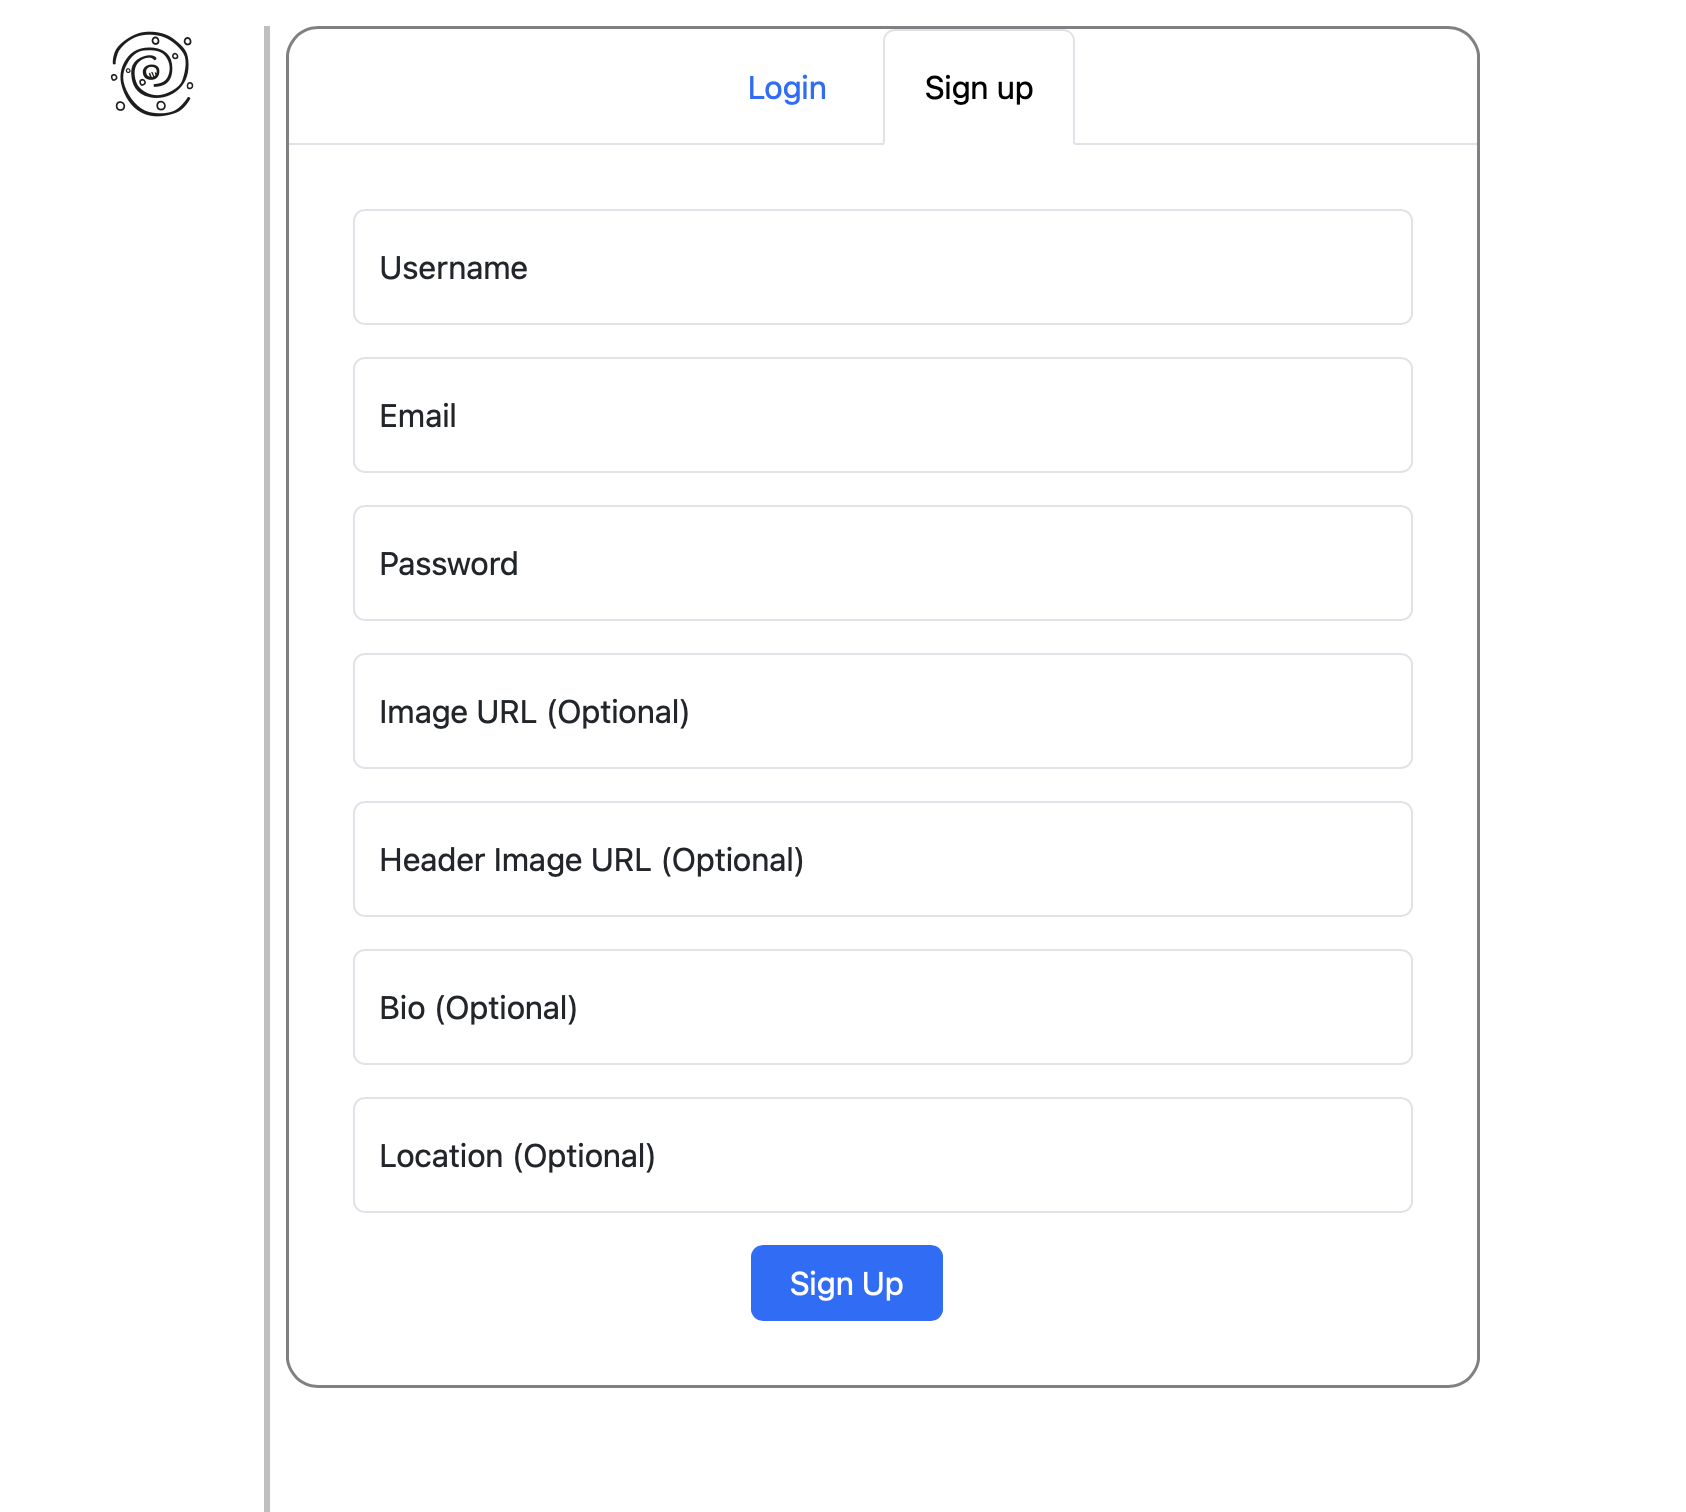 Login
Sign up
Username
Email
Password
Image URL (Optional)
Header Image URL (Optional)
Bio (Optional)
Location (Optional)
Sign Up